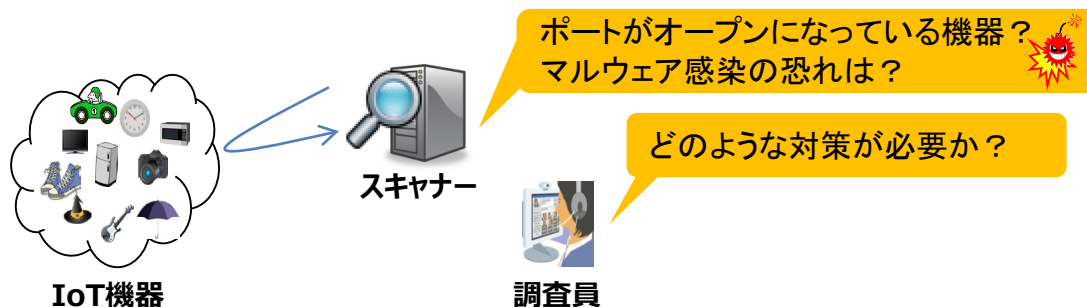 ポートがオープンになっている機器？
マルウェア感染の恐れは？
どのような対策が必要か？
スキャナー
IoT機器
調査員